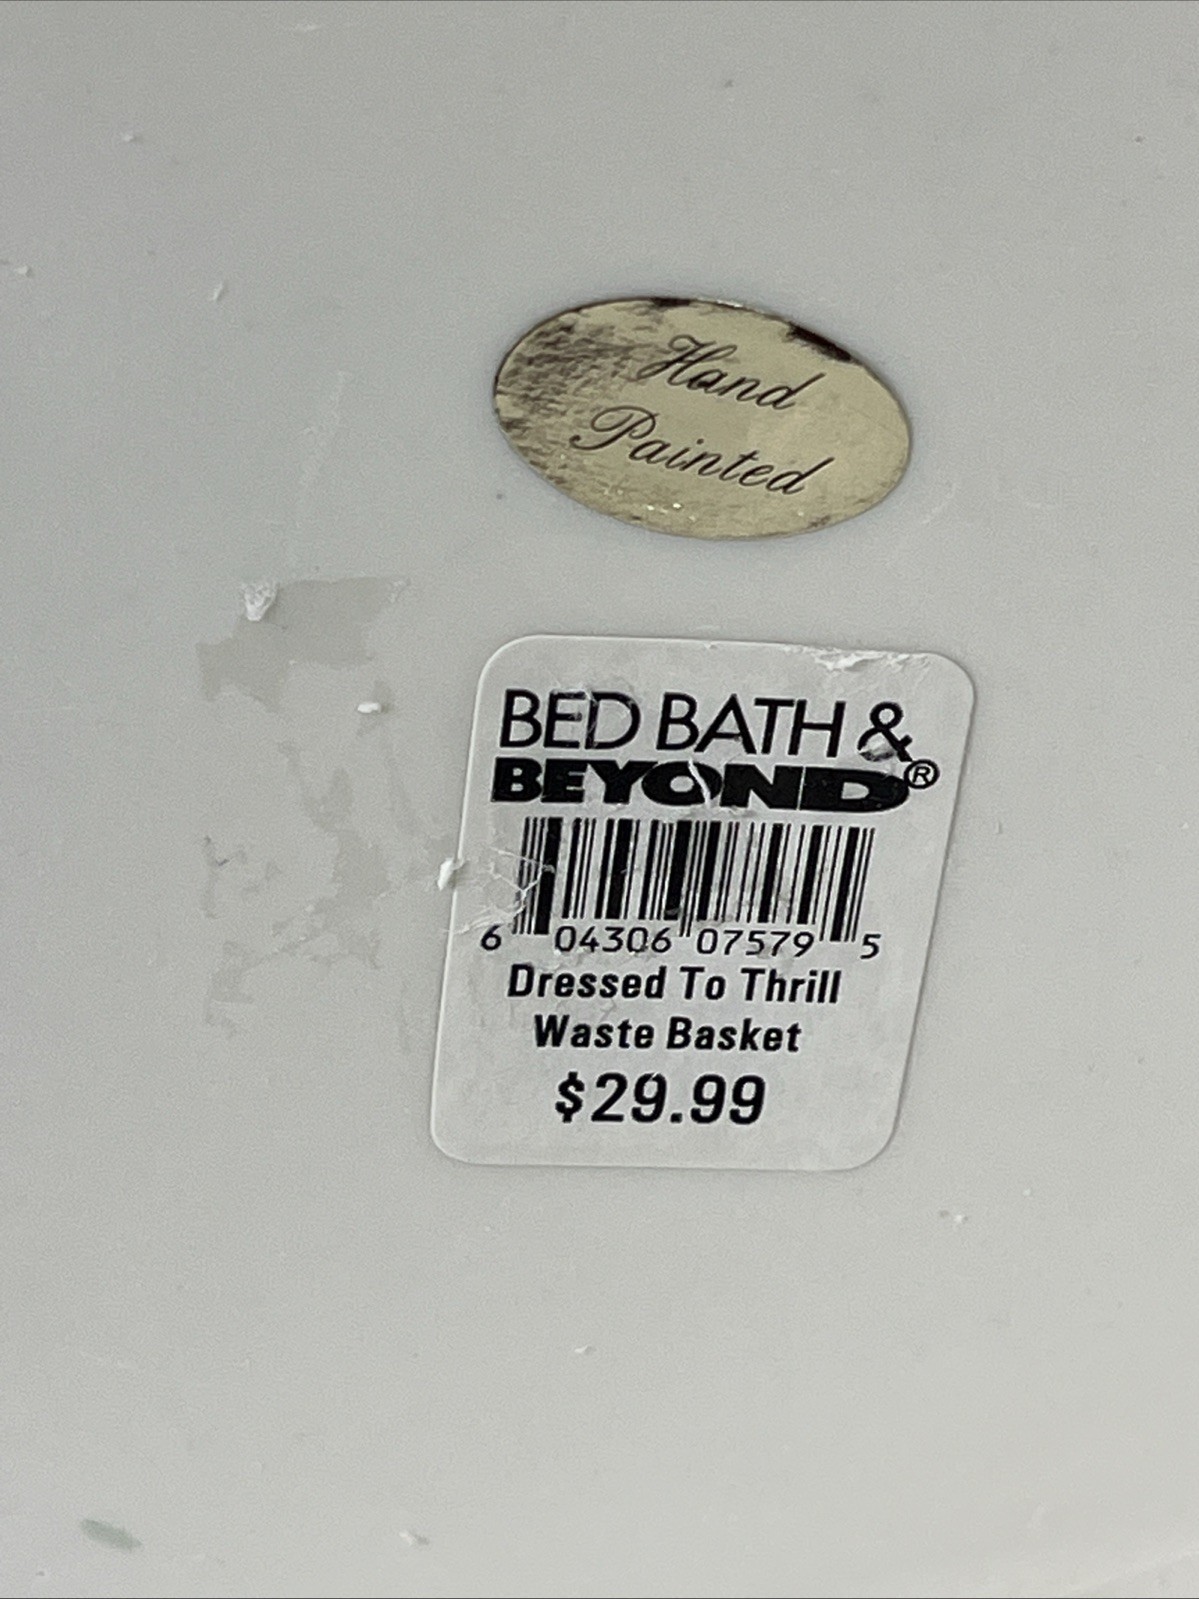 Hand
Painted
BED BATH &
BEYOND®
6 04306 07579 5
Dressed To Thrill
Waste Basket
$29.99